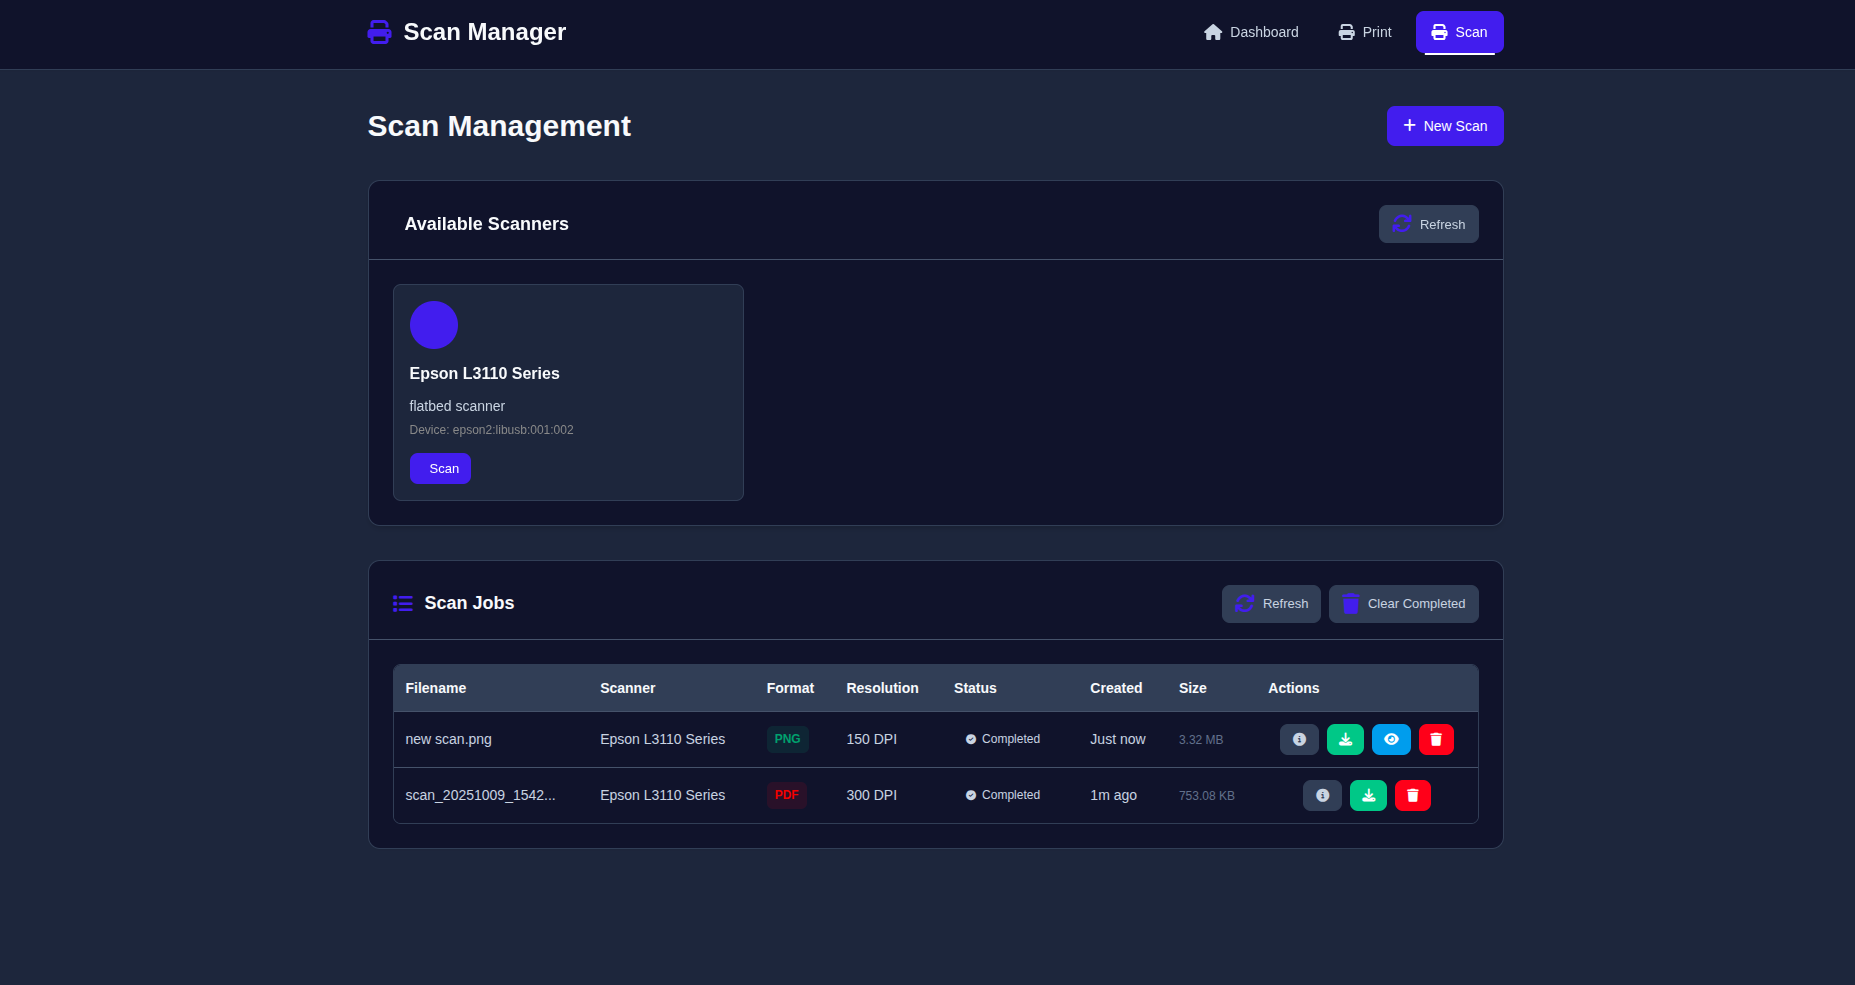 Scan Manager
Dashboard
Print
Scan
Scan Management
New Scan
Available Scanners
Refresh
Epson L3110 Series
flatbed scanner
Device: epson2:libusb:001:002
Scan
Scan Jobs
Refresh
Clear Completed
Filename Scanner Format Resolution Status Created Size Actions
new scan.png Epson L3110 Series PNG 150 DPI Completed Just now 3.32 MB
scan_20251009_1542... Epson L3110 Series PDF 300 DPI Completed 1m ago 753.08 KB